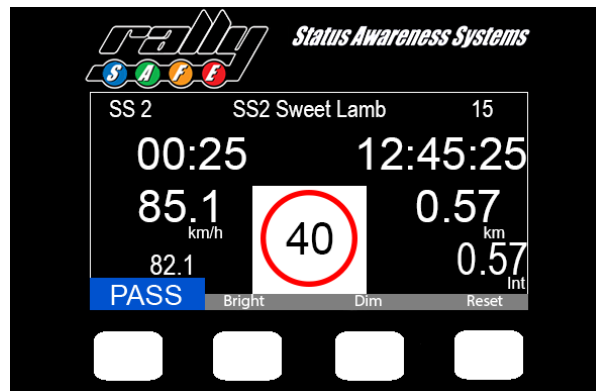 rally
Status Awareness Systems
SAFE
SS 2 SS2 Sweet Lamb 15
00:25 12:45:25
85.1 km/h 40 0.57 km
82.1 0.57 Int
PASS Bright Dim Reset